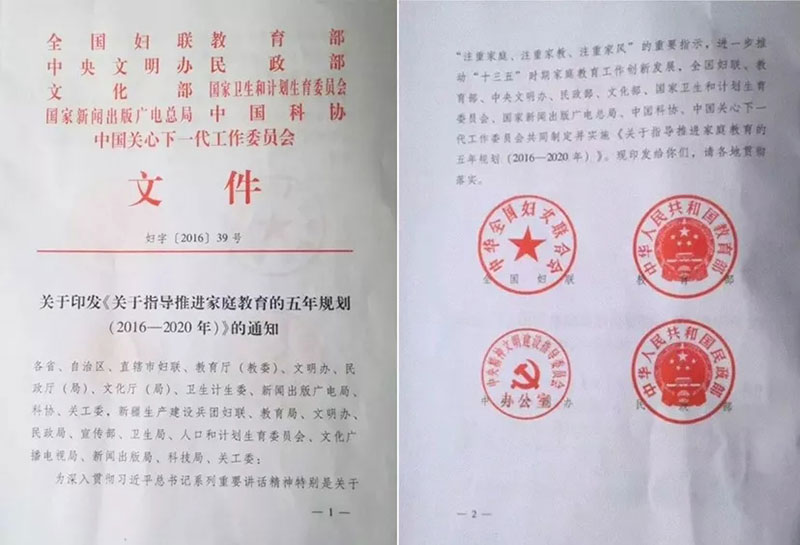 全国妇联教育部
中央文明办民政部
文化部 国家卫生和计划生育委员会
国家新闻出版广电总局 中国科协
中国关心下一代工作委员会
文件
妇字〔2016〕39号
关于印发《关于指导推进家庭教育的五年规划
（2016—2020年）》的通知
各省、自治区、直辖市妇联、教育厅（教委）、文明办、民
政厅（局）、文化厅（局）、卫生计生委、新闻出版广电局、
科协、关工委，新疆生产建设兵团妇联、教育局、文明办、
民政局、宣传部、卫生局、人口和计划生育委员会、文化广
播电视局、新闻出版局、科技局、关工委：
为深入贯彻习近平总书记系列重要讲话精神特别是关于
— 1 —
“注重家庭、注重家教、注重家风”的重要指示，进一步推
动“十三五”时期家庭教育工作创新发展，全国妇联、教
育部、中央文明办、民政部、文化部、国家卫生和计划生育
委员会、国家新闻出版广电总局、中国科协、中国关心下一
代工作委员会共同制定并实施《关于指导推进家庭教育的
五年规划（2016—2020年）》。现印发给你们，请各地贯彻
落实。
中华全国妇女联合会
全国妇联
中华人民共和国教育部
教育部
中央精神文明建设指导委员会
办公室
中华人民共和国民政部
民政部
— 2 —